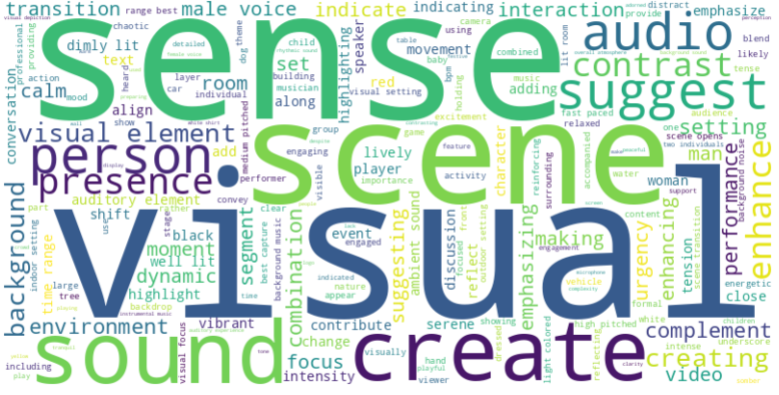 transition
range best
male voice
indicate
indicating
interaction
distract
emphasize
chaotic
dimly lit
text
calm
mood
room
set
speaker
movement
camera
using
audio
provide
blend
likely
sense
contrast
suggest
setting
conversation
professional
providing
action
show
align
individual
heard
layer
car
detailed
child
building
musician
along
highlighting
red
visual setting
table
baby
bpm
holding
combined
music
adding
lit room
tense
visual element
person
presence
add
dog
theme
medium pitched
performer
group
engaging
visible
lively
player
importance
excitement
game
feature
activity
character
reinforcing
surrounding
accompanied
fast paced
relaxed
audience
one
man
woman
water
scene opens
two individuals
support
performance
background noise
enhance
scene
auditory element
background
part
shift
stage
convey
indoor setting
time range
moment
black
well lit
dynamic
highlight
large
tree
backdrop
environment
vibrant
segment
clear
best capture
background music
event
engaged
combination
indicated
nature
appear
suggesting
ambient sound
discussion
focused
front
reflect
outdoor setting
emphasizing
making
engagement
content
scene transition
urgency
vehicle
formal
enhancing
tension
close
energetic
children
visual
instrumental music
including
play
sound
visual focus
contribute
change
focus
intensity
visually
serene
showing
hand
playful
viewer
dressed
create
high pitched
light colored
reflecting
white
clarity
complement
underscore
creating
video